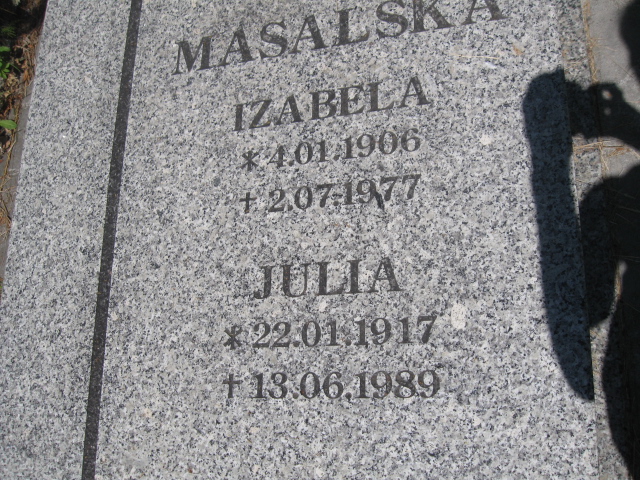 MASALSKA
IZABELA
* 4.01.1906
† 2.07.1977
JULIA
* 22.01.1917
† 13.06.1989